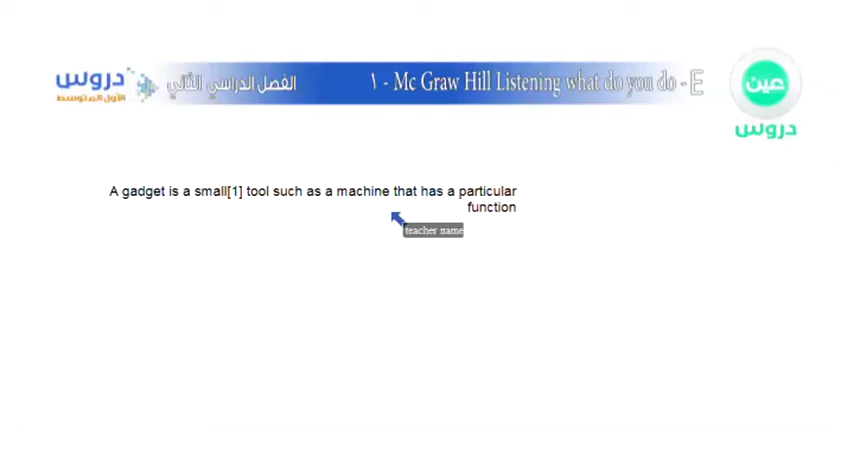 دروس
الأول المتوسط
الفصل الدراسي الثاني
١ - Mc Graw Hill Listening what do you do - E
عين
دروس
A gadget is a small[1] tool such as a machine that has a particular
function
teacher name